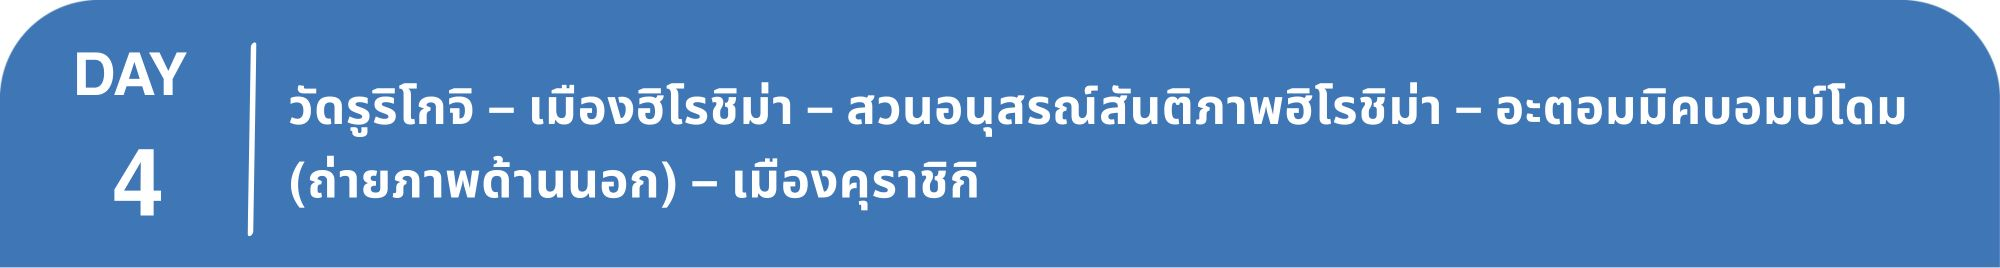 DAY
4
วัดรูริโกจิ – เมืองฮิโรชิม่า – สวนอนุสรณ์สันติภาพฮิโรชิม่า – อะตอมมิคบอมบ์โดม
(ถ่ายภาพด้านนอก) – เมืองคุราชิกิ